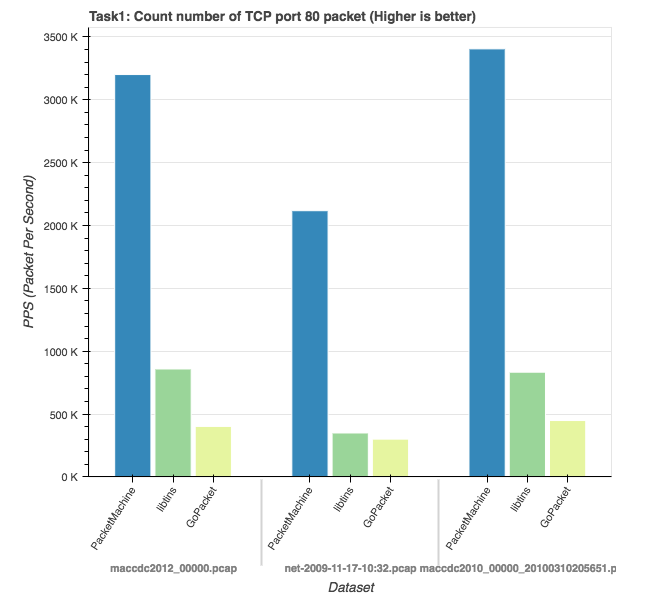 Task1: Count number of TCP port 80 packet (Higher is better)
3500 K
3000 K
2500 K
2000 K
1500 K
1000 K
500 K
0 K
PPS (Packet Per Second)
PacketMachine
libtins
GoPacket
PacketMachine
libtins
GoPacket
PacketMachine
libtins
GoPacket
maccdc2012_00000.pcap
net-2009-11-17-10:32.pcap
maccdc2010_00000_20100310205651.p
Dataset